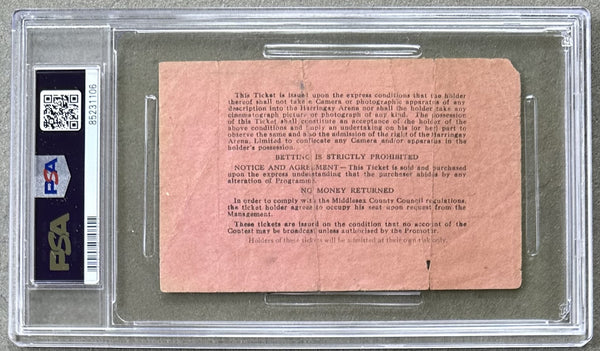 This Ticket is issued upon the express conditions that the holder
thereof shall not take a Camera or photographic apparatus of any
description into the Harringay Arena nor shall the holder take any
cinematograph picture or photograph of any kind. The possession
of this Ticket shall constitute an acceptance of the holder of the
above conditions and imply an undertaking on his (or her) part to
observe the same and also the admission of the right of the Harringay
Arena, Limited to confiscate any Camera and/or apparatus in the
holder's possession.
BETTING IS STRICTLY PROHIBITED
NOTICE AND AGREEMENT—This Ticket is sold and purchased
upon the express understanding that the purchaser abides by any
alteration of Programme.
NO MONEY RETURNED
In order to comply with the Middlesex County Council regulations,
the ticket holder agrees to occupy his seat upon request from the
Management.
These tickets are issued on the condition that no account of the
Contest may be broadcast unless authorised by the Promoter.
Holders of these tickets will be admitted at their own risk only.
85231106
PSA
PSA